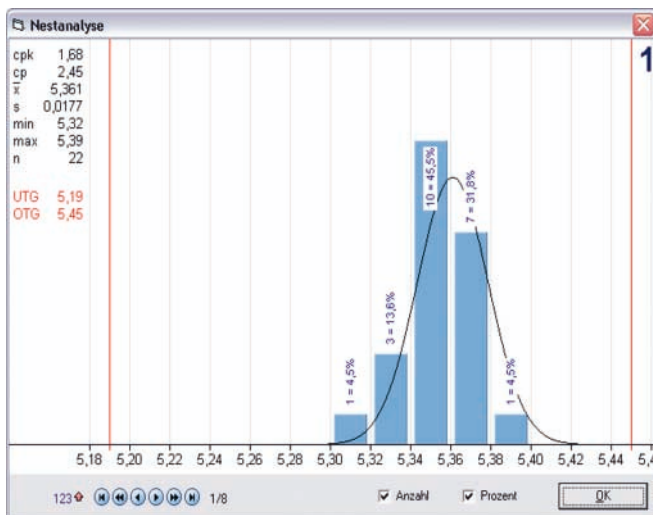 Nestanalyse
cpk 1,68
cp 2,45
x̅ 5,361
s 0,0177
min 5,32
max 5,39
n 22
UTG 5,19
OTG 5,45
1
1 = 4,5%
3 = 13,6%
10 = 45,5%
7 = 31,8%
1 = 4,5%
5,18 5,20 5,22 5,24 5,26 5,28 5,30 5,32 5,34 5,36 5,38 5,40 5,42 5,44 5,4
123 1/8 Anzahl Prozent OK